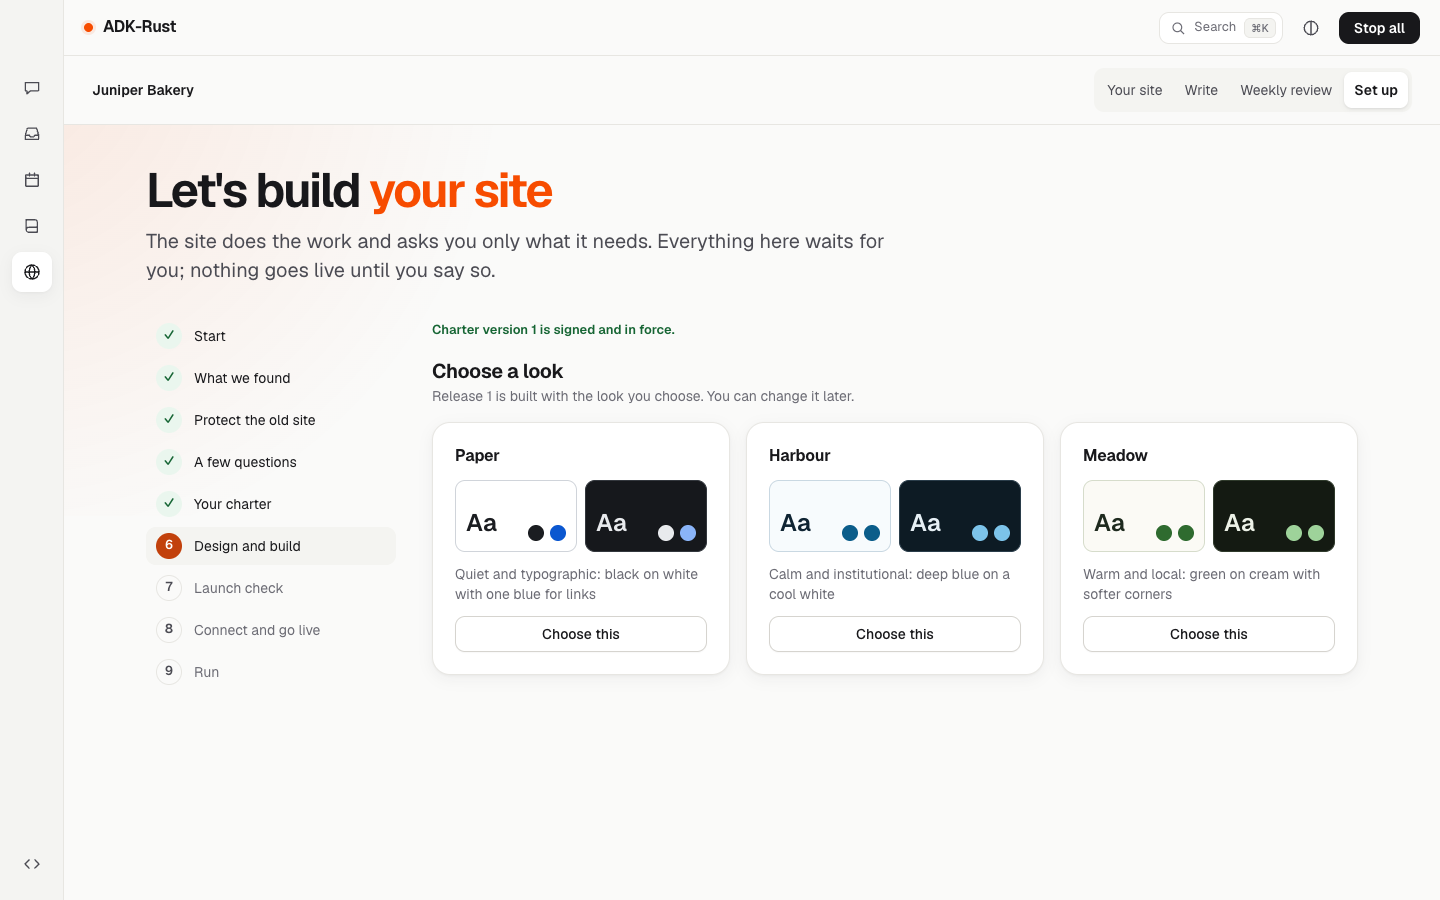 ADK-Rust
Search ⌘K
Stop all
Juniper Bakery
Your site
Write
Weekly review
Set up
Let's build your site
The site does the work and asks you only what it needs. Everything here waits for
you; nothing goes live until you say so.
Start
What we found
Protect the old site
A few questions
Your charter
6 Design and build
7 Launch check
8 Connect and go live
9 Run
Charter version 1 is signed and in force.
Choose a look
Release 1 is built with the look you choose. You can change it later.
Paper
Aa
Aa
Quiet and typographic: black on white
with one blue for links
Choose this
Harbour
Aa
Aa
Calm and institutional: deep blue on a
cool white
Choose this
Meadow
Aa
Aa
Warm and local: green on cream with
softer corners
Choose this